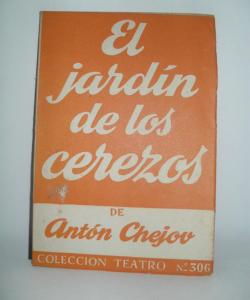 El
jardín
de los
cerezos
DE
Antón Chejov
COLECCION TEATRO Nº 306